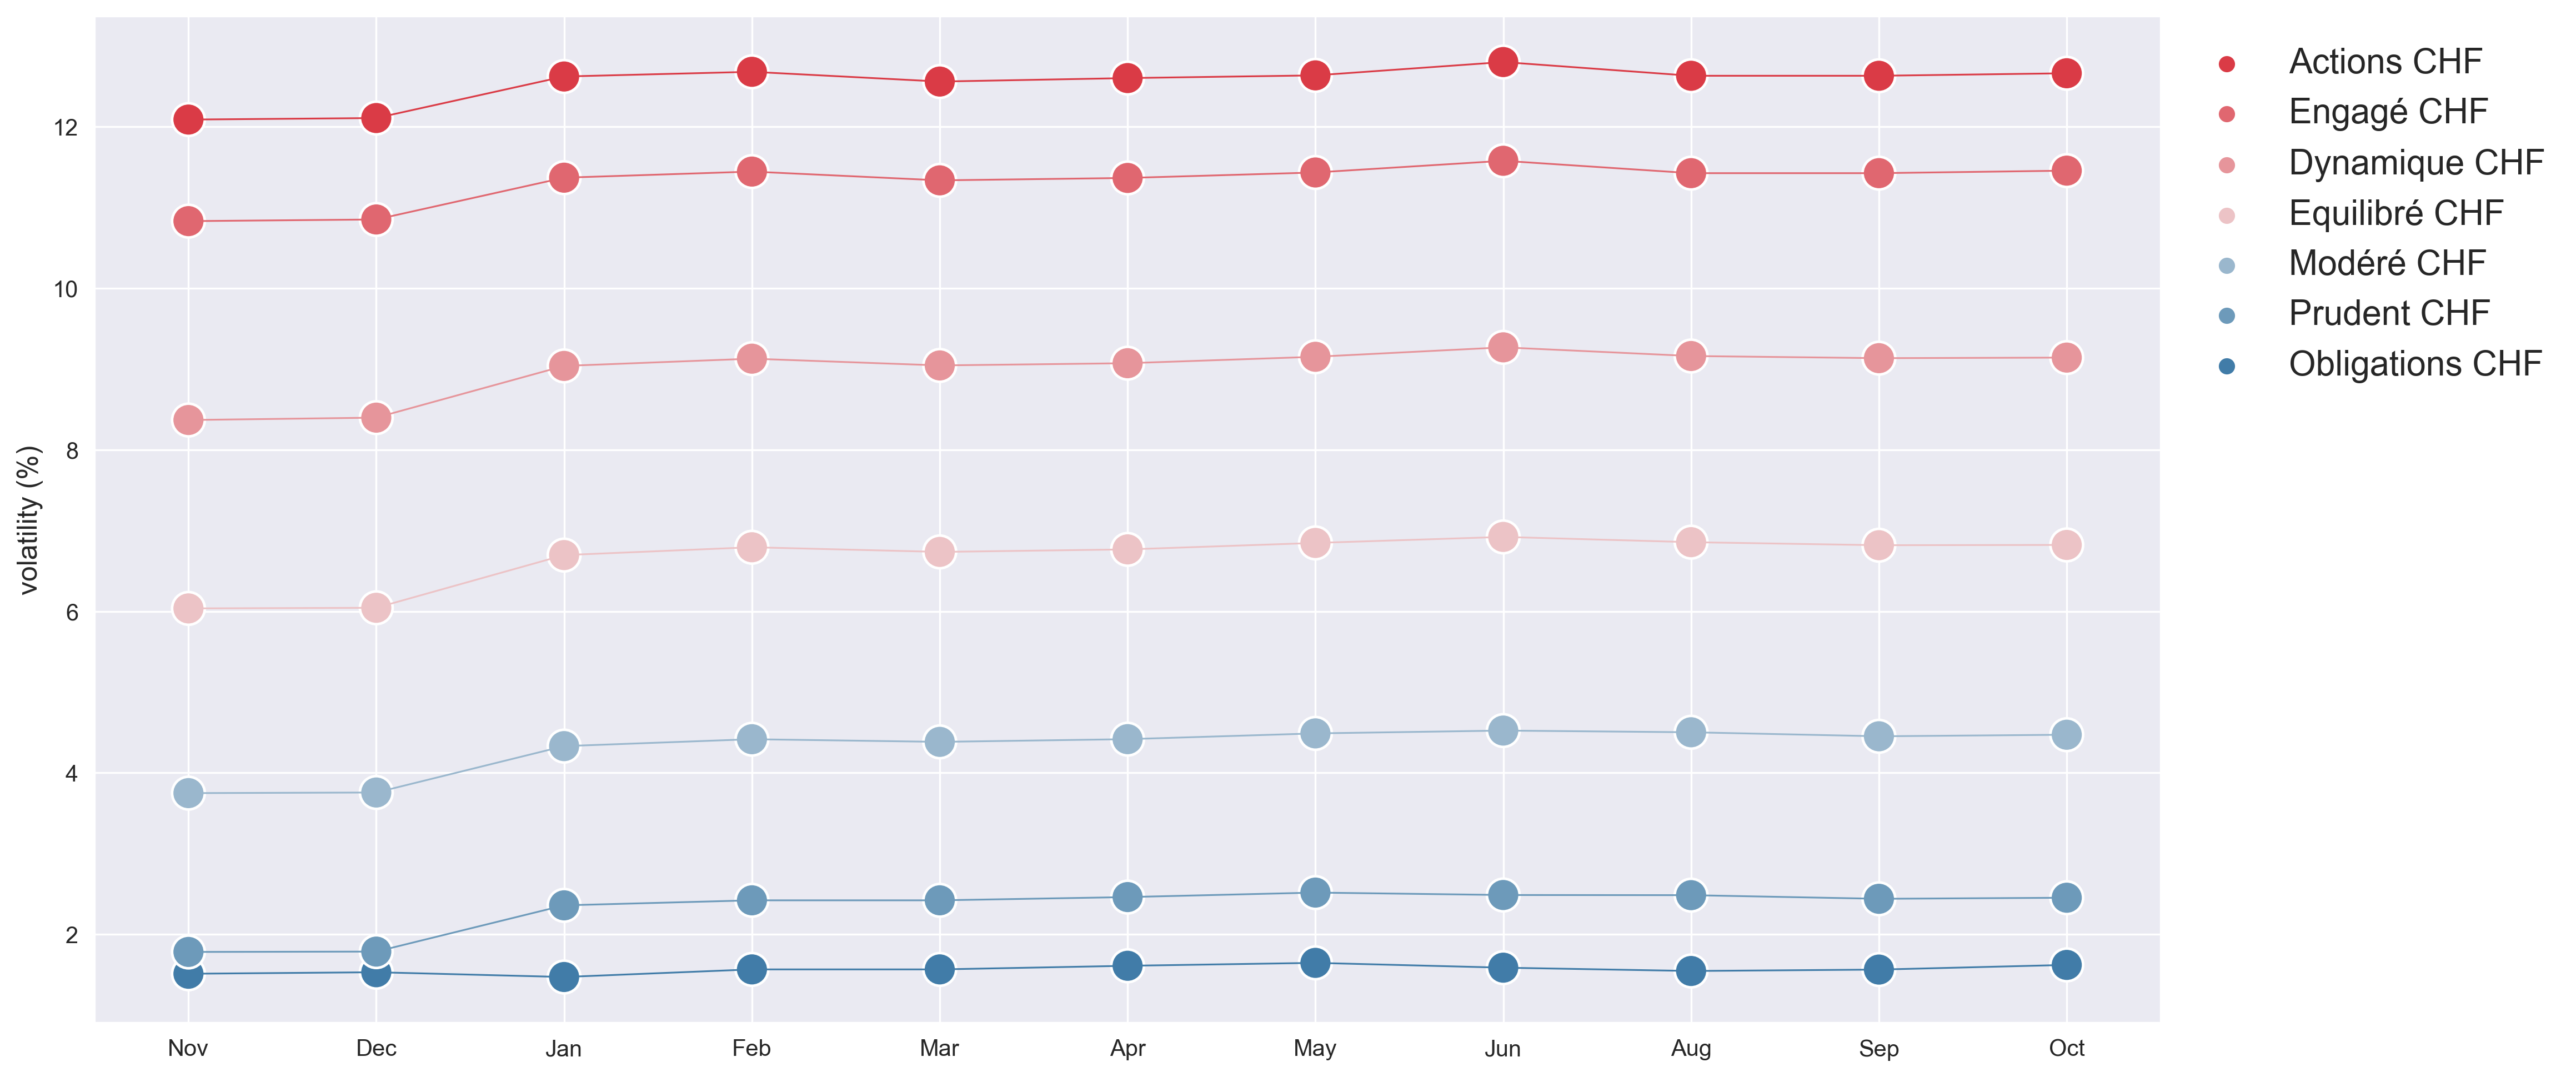 Actions CHF
Engagé CHF
Dynamique CHF
Equilibré CHF
Modéré CHF
Prudent CHF
Obligations CHF
volatility (%)
12
10
8
6
4
2
Nov Dec Jan Feb Mar Apr May Jun Aug Sep Oct